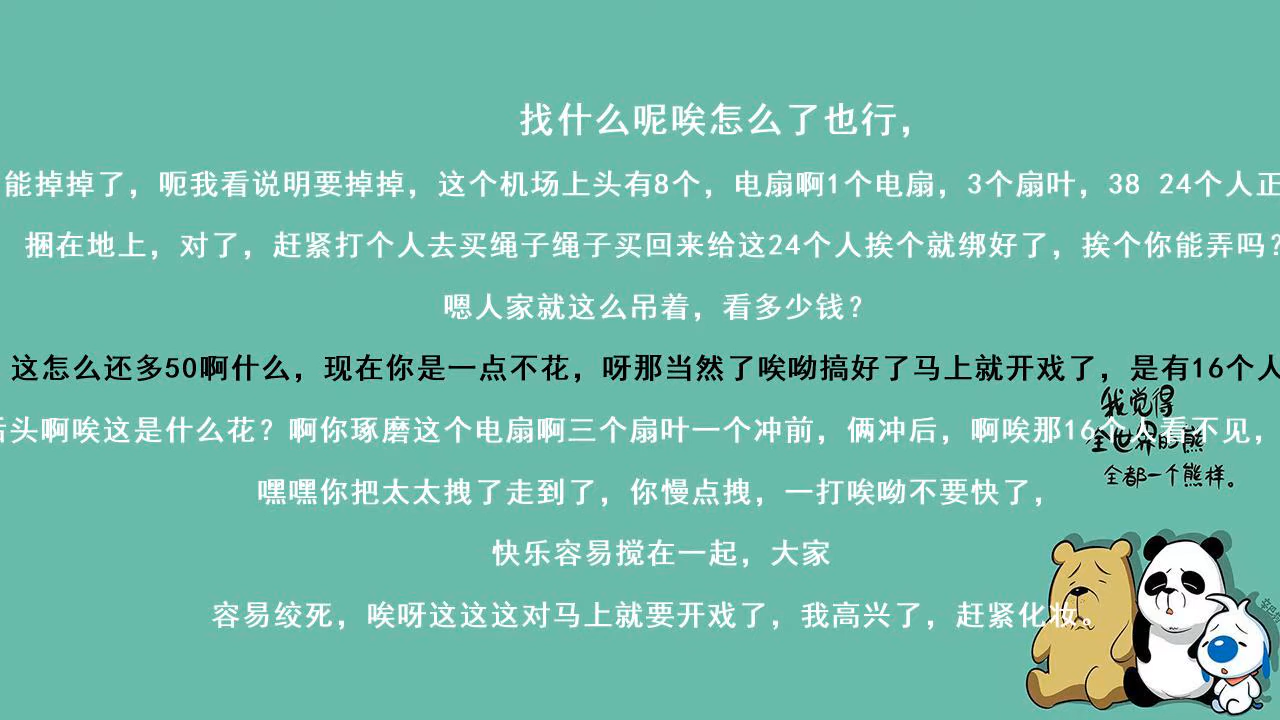 找什么呢唉怎么了也行，
能掉掉了，呃我看说明要掉掉，这个机场上头有8个，电扇啊1个电扇，3个扇叶，38 24个人正
捆在地上，对了，赶紧打个人去买绳子绳子买回来给这24个人挨个就绑好了，挨个你能弄吗？
嗯人家就这么吊着，看多少钱？
这怎么还多50啊什么，现在你是一点不花，呀那当然了唉呦搞好了马上就开戏了，是有16个人
后头啊唉这是什么花？啊你琢磨这个电扇啊三个扇叶一个冲前，俩冲后，啊唉那16个人看不见，
我觉得
全世界的熊
全都一个熊样。
嘿嘿你把太太拽了走到了，你慢点拽，一打唉呦不要快了，
快乐容易搅在一起，大家
容易绞死，唉呀这这这对马上就要开戏了，我高兴了，赶紧化妆。